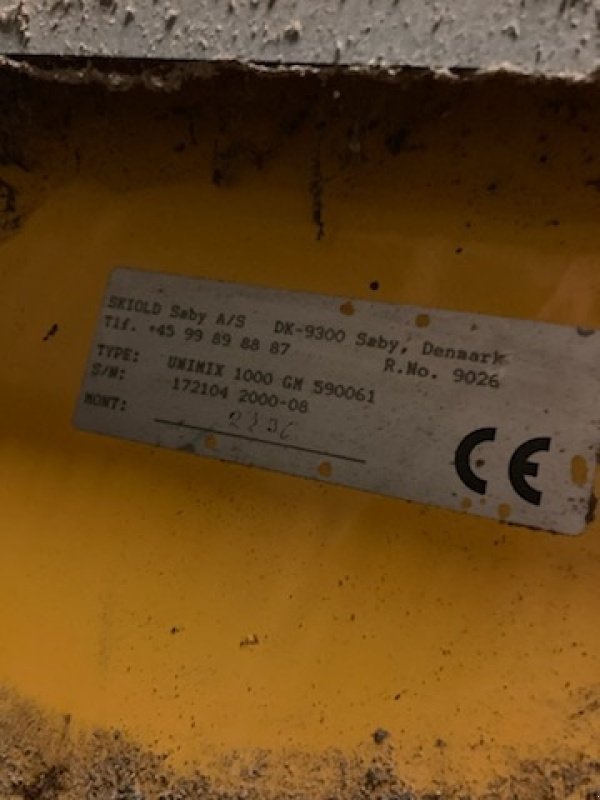 SKIOLD Sæby A/S DK-9300 Sæby, Denmark
Tlf. +45 99 89 88 87 R.No. 9026
TYPE: UNIMIX 1000 GM 590061
S/N: 172104 2000-08
MONT:
CE